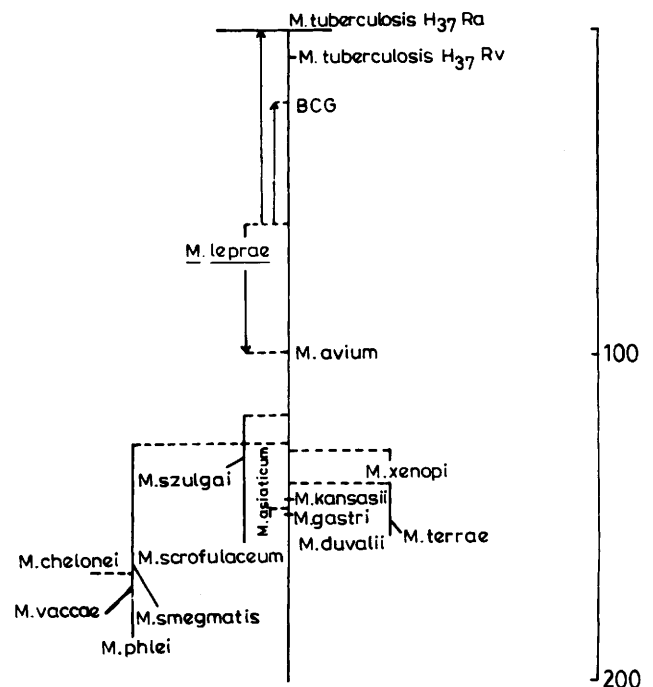 M.tuberculosis H37 Ra
M. tuberculosis H37 Rv
BCG
M. leprae
M. avium
100
M.xenopi
M.szulgai
M.asiaticum
M.kansasii
M.gastri
M.terrae
M.duvalii
M.scrofulaceum
M.chelonei
M.vaccae
M.smegmatis
M.phlei
200